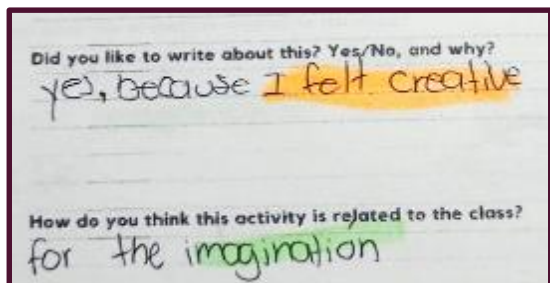 Did you like to write about this? Yes/No, and why?
yes, because I felt creative
How do you think this activity is related to the class?
for the imagination